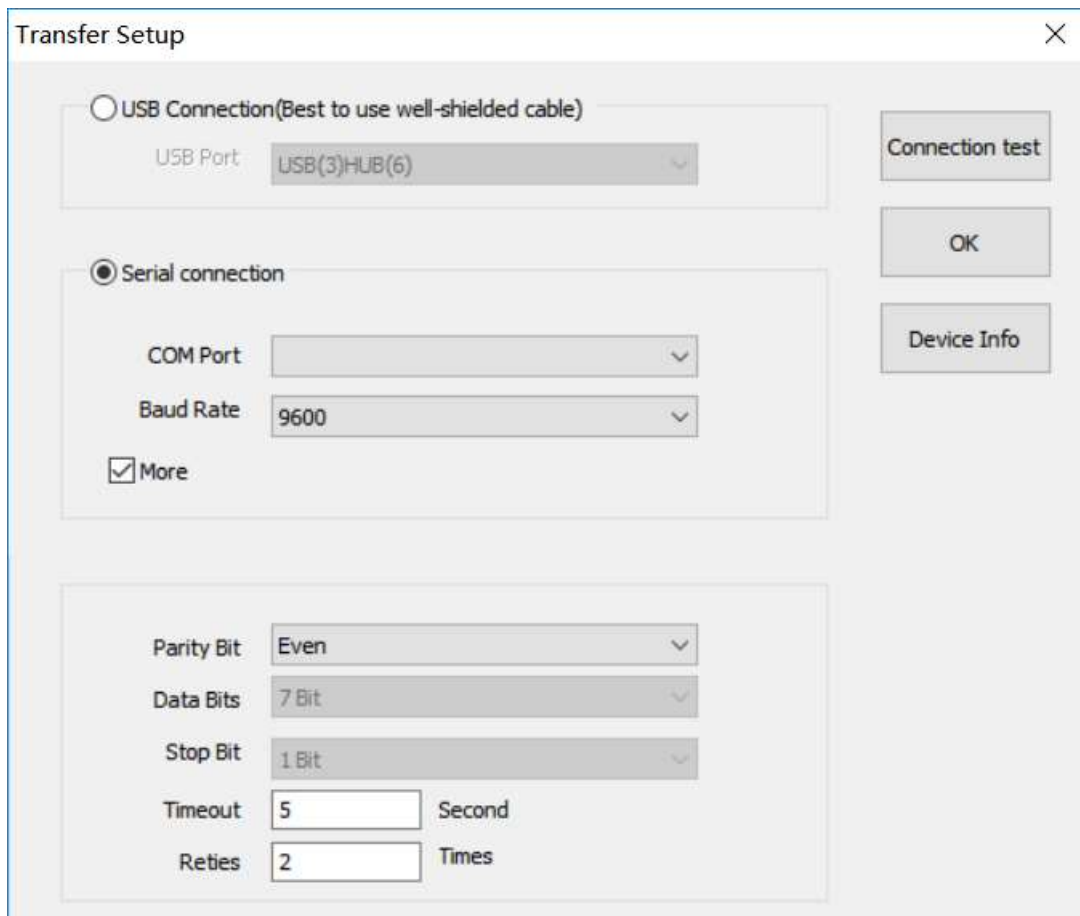 Transfer Setup
USB Connection(Best to use well-shielded cable)
USB Port USB(3)HUB(6)
Connection test
OK
Serial connection
Device Info
COM Port
Baud Rate 9600
More
Parity Bit Even
Data Bits 7 Bit
Stop Bit 1 Bit
Timeout 5 Second
Reties 2 Times